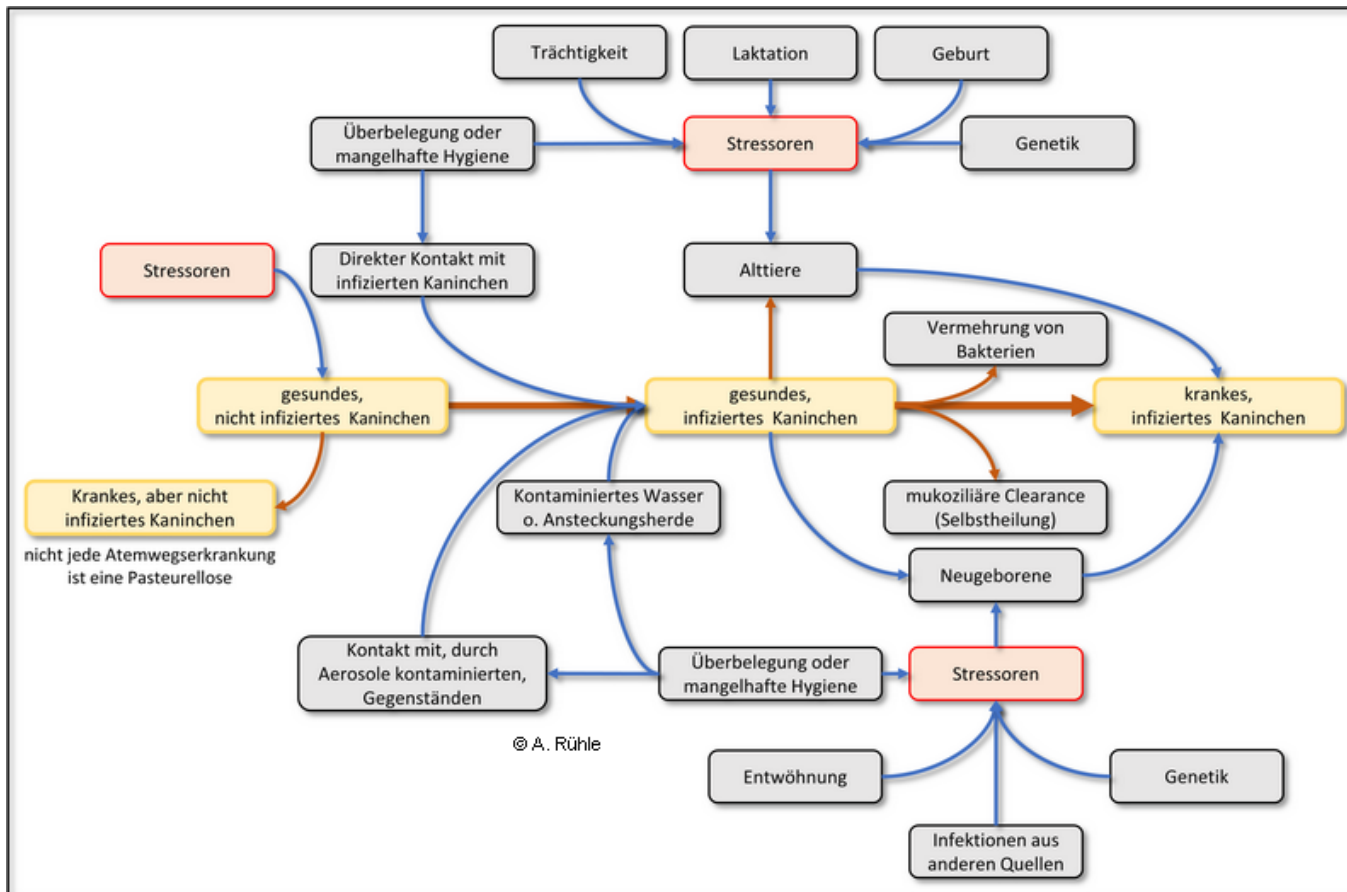 Trächtigkeit
Laktation
Geburt
Überbelegung oder
mangelhafte Hygiene
Stressoren
Genetik
Stressoren
Direkter Kontakt mit
infizierten Kaninchen
Alttiere
Vermehrung von
Bakterien
gesundes,
nicht infiziertes Kaninchen
gesundes,
infiziertes Kaninchen
krankes,
infiziertes Kaninchen
Krankes, aber nicht
infiziertes Kaninchen
nicht jede Atemwegserkrankung
ist eine Pasteurellose
Kontaminiertes Wasser
o. Ansteckungsherde
mukoziliäre Clearance
(Selbstheilung)
Neugeborene
Kontakt mit, durch
Aerosole kontaminierten,
Gegenständen
Überbelegung oder
mangelhafte Hygiene
Stressoren
© A. Rühle
Entwöhnung
Genetik
Infektionen aus
anderen Quellen